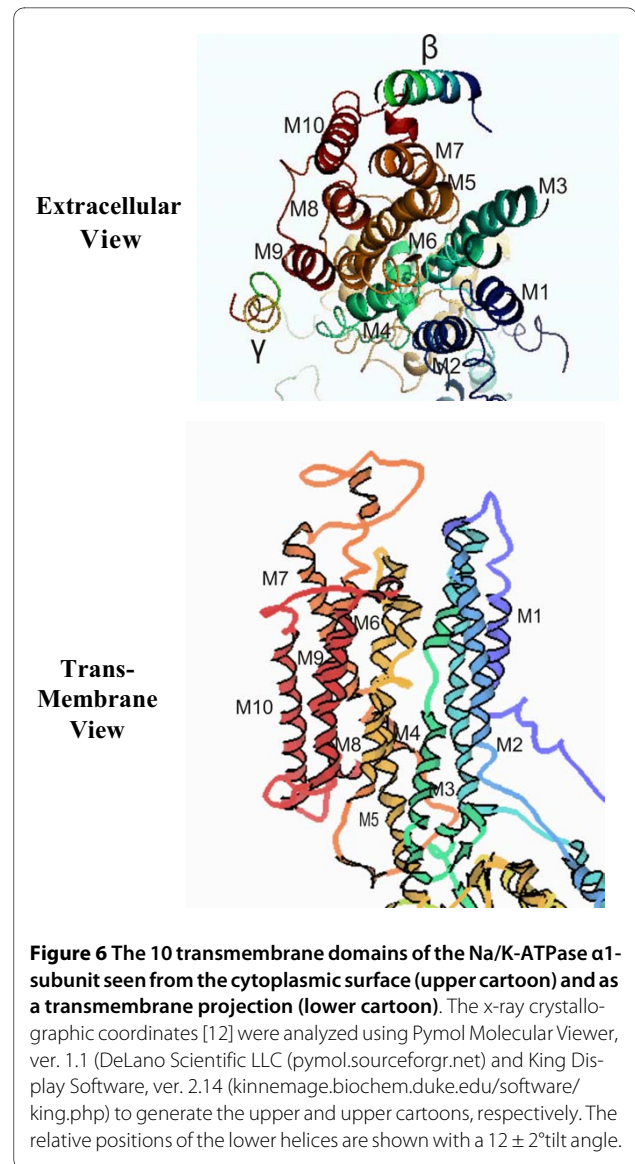 β
M10
M7
M5
M3
Extracellular
View
M8
M6
M9
M1
M4
γ
M2
M7
M6
M1
M9
Trans-
Membrane
View
M10
M4
M8
M2
M3
M5
Figure 6 The 10 transmembrane domains of the Na/K-ATPase α1-
subunit seen from the cytoplasmic surface (upper cartoon) and as
a transmembrane projection (lower cartoon). The x-ray crystallo-
graphic coordinates [12] were analyzed using Pymol Molecular Viewer,
ver. 1.1 (DeLano Scientific LLC (pymol.sourceforgr.net) and King Dis-
play Software, ver. 2.14 (kinnemage.biochem.duke.edu/software/
king.php) to generate the upper and upper cartoons, respectively. The
relative positions of the lower helices are shown with a 12 ± 2°tilt angle.